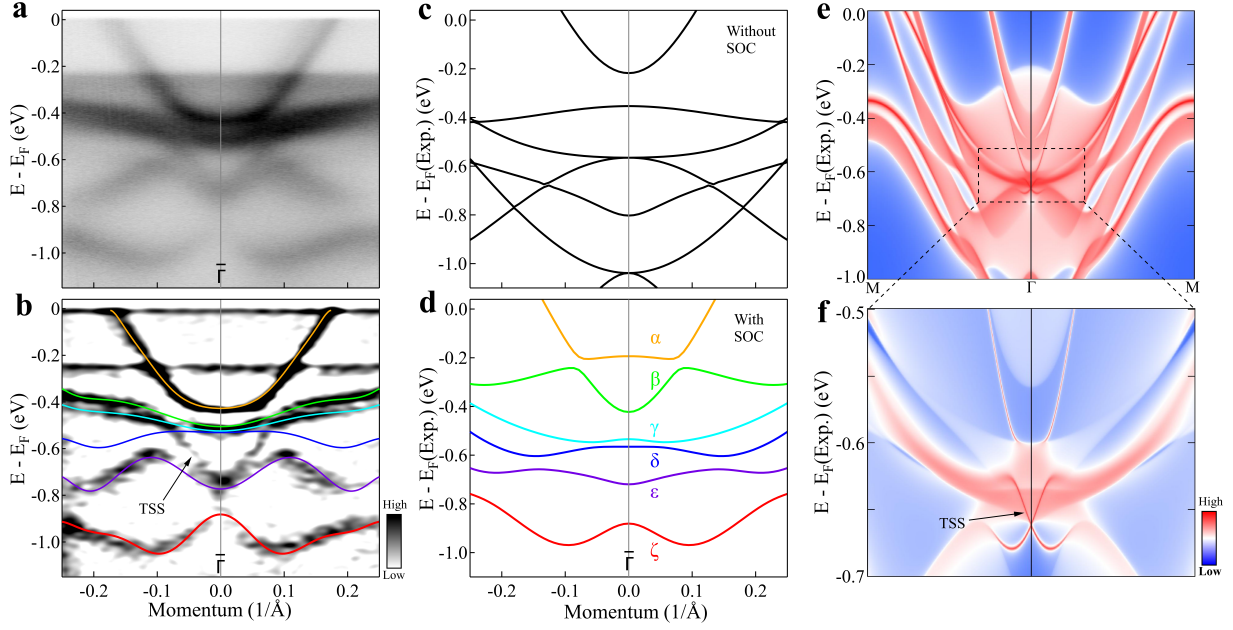 a
0
-0.2
-0.4
-0.6
-0.8
-1.0
E - E_F (eV)
Γ̄
b
0
-0.2
-0.4
-0.6
-0.8
-1.0
E - E_F (eV)
TSS
Γ̄
High
Low
-0.2 -0.1 0.0 0.1 0.2
Momentum (1/Å)
c
0.0
-0.2
-0.4
-0.6
-0.8
-1.0
E - E_F(Exp.) (eV)
Without
SOC
d
0.0
-0.2
-0.4
-0.6
-0.8
-1.0
E - E_F(Exp.) (eV)
With
SOC
α
β
γ
δ
ε
ζ
Γ̄
-0.2 -0.1 0.0 0.1 0.2
Momentum (1/Å)
e
0.0
-0.2
-0.4
-0.6
-0.8
-1.0
E - E_F(Exp.) (eV)
M Γ M
f
-0.5
-0.6
-0.7
E - E_F(Exp.) (eV)
TSS
High
Low